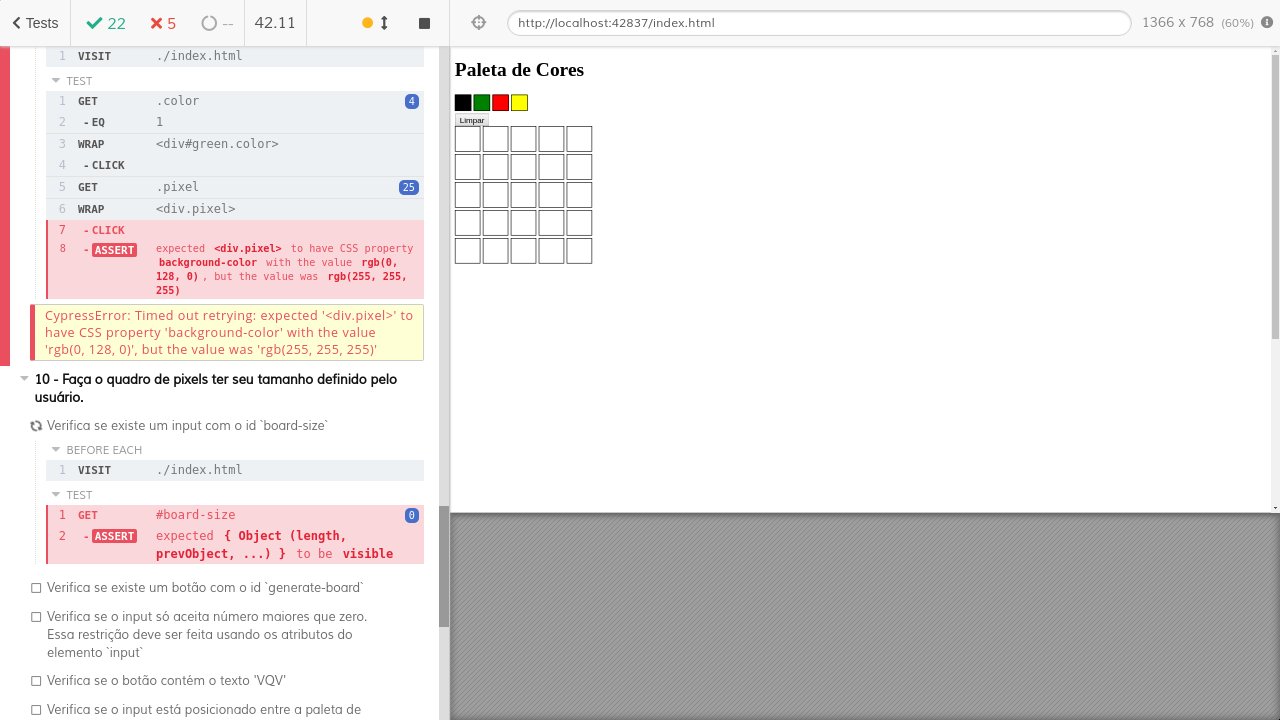 Tests
22
5
--
42.11
http://localhost:42837/index.html
1366 x 768 (60%)
1 VISIT ./index.html
TEST
1 GET .color 4
2 - EQ 1
3 WRAP <div#green.color>
4 - CLICK
5 GET .pixel 25
6 WRAP <div.pixel>
7 - CLICK
8 - ASSERT expected <div.pixel> to have CSS property
background-color with the value rgb(0,
128, 0) , but the value was rgb(255, 255,
255)
CypressError: Timed out retrying: expected '<div.pixel>' to
have CSS property 'background-color' with the value
'rgb(0, 128, 0)', but the value was 'rgb(255, 255, 255)'
10 - Faça o quadro de pixels ter seu tamanho definido pelo
usuário.
Verifica se existe um input com o id `board-size`
BEFORE EACH
1 VISIT ./index.html
TEST
1 GET #board-size 0
2 - ASSERT expected { Object (length,
prevObject, ...) } to be visible
Verifica se existe um botão com o id `generate-board`
Verifica se o input só aceita número maiores que zero.
Essa restrição deve ser feita usando os atributos do
elemento `input`
Verifica se o botão contém o texto 'VQV'
Verifica se o input está posicionado entre a paleta de
Paleta de Cores
Limpar